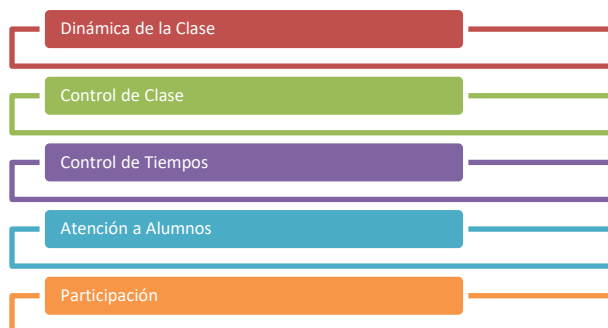 Dinámica de la Clase
Control de Clase
Control de Tiempos
Atención a Alumnos
Participación